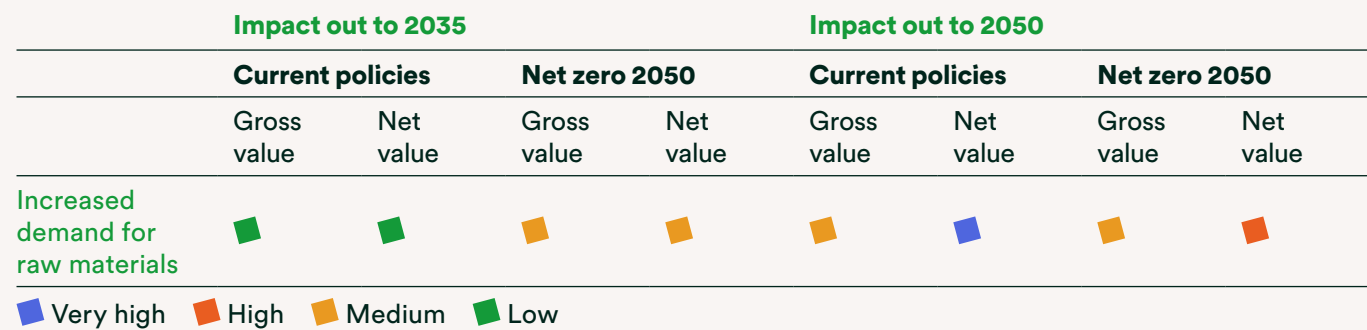 Impact out to 2035 Impact out to 2050
Current policies Net zero 2050 Current policies Net zero 2050
Gross value Net value Gross value Net value Gross value Net value Gross value Net value
Increased
demand for
raw materials
Very high High Medium Low